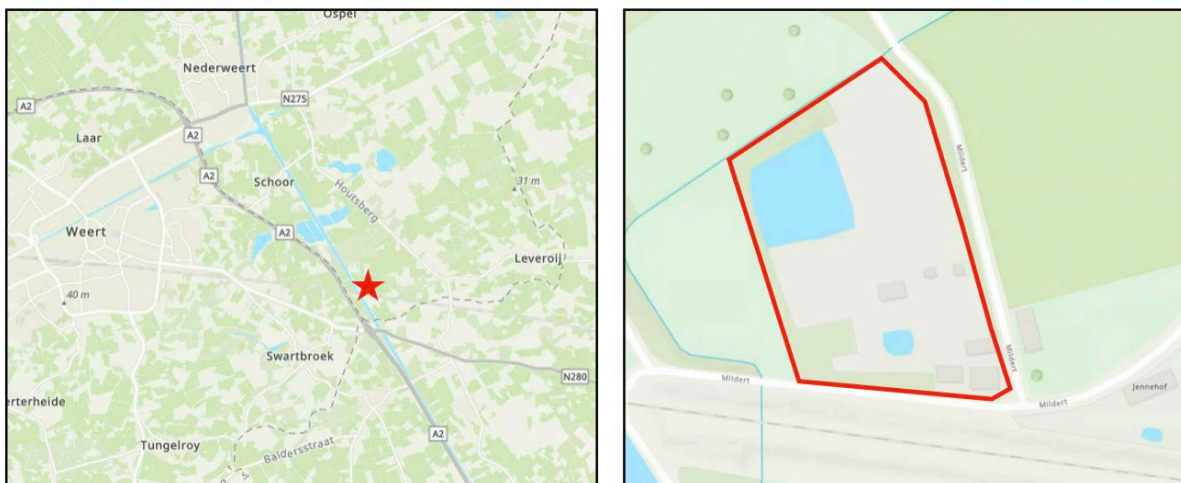 Ospel
Nederweert
N275
A2
A2
Laar
A2
Schoor
31 m
Houtsberg
Weert
A2
Leveroij
40 m
Swartbroek
N280
erterheide
A2
Tungelroy
Baldersstraat
Mildert
Mildert
Mildert
Mildert
Jennehof